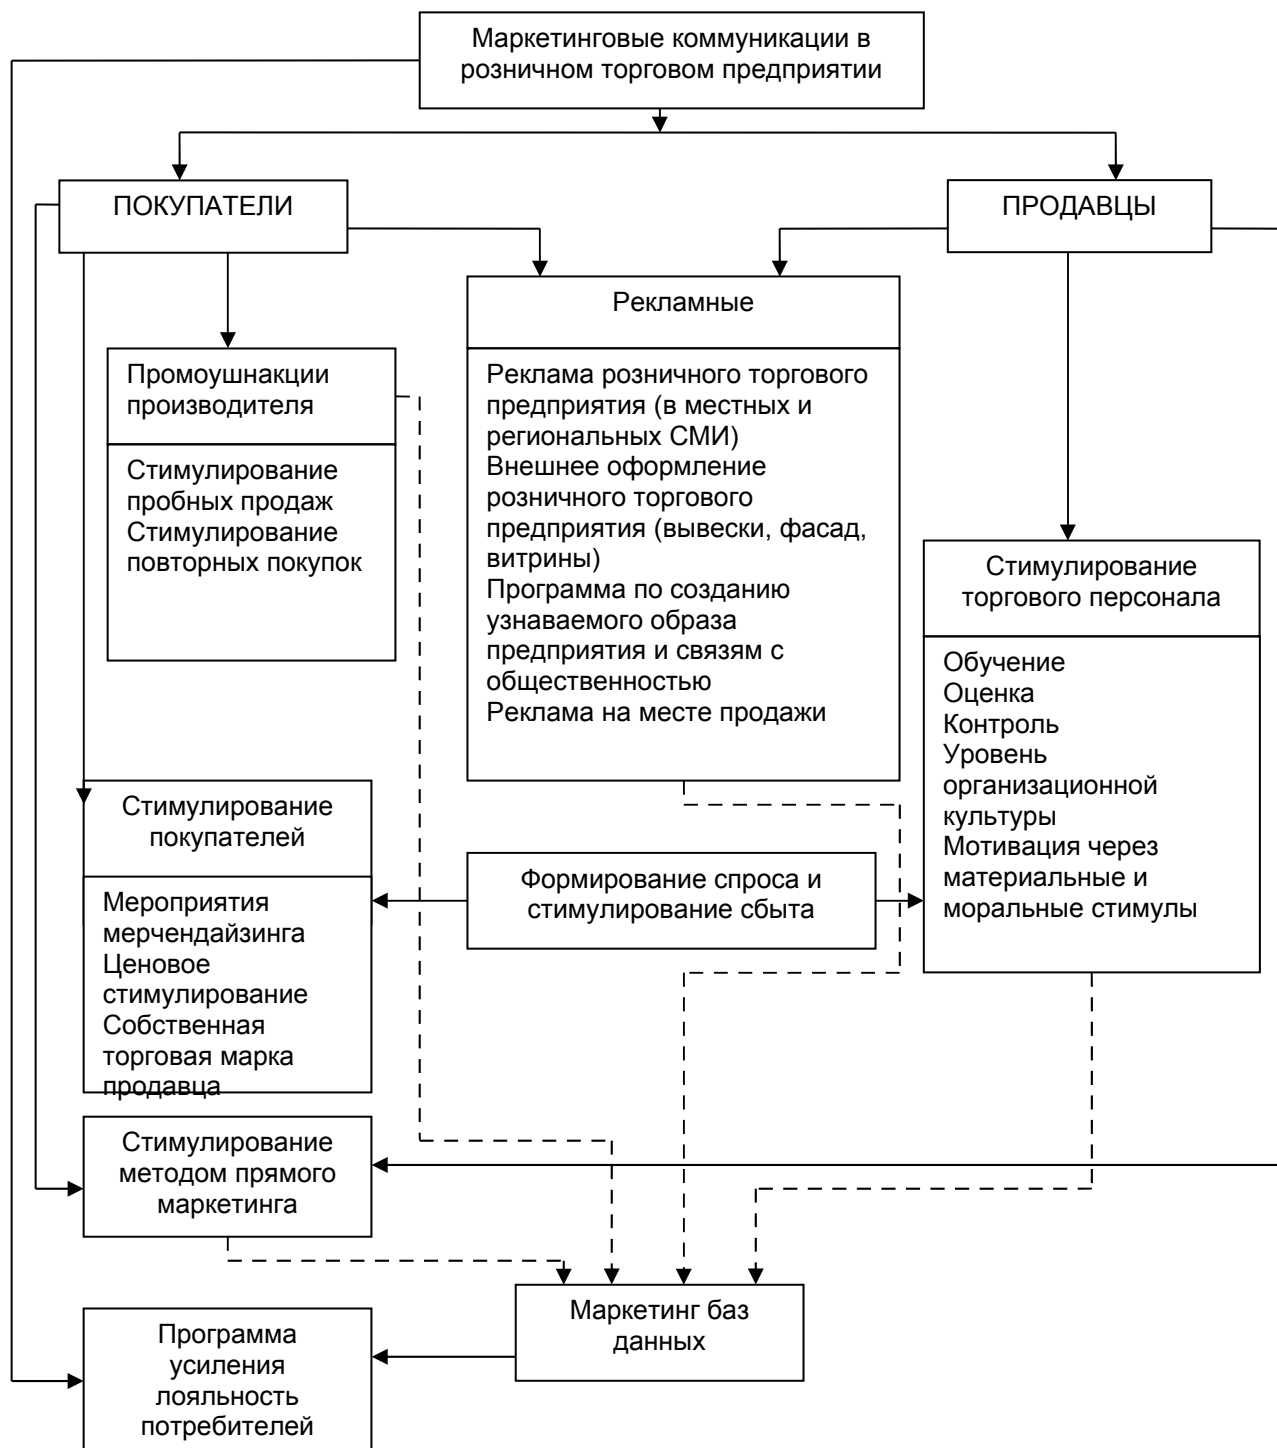 Маркетинговые коммуникации в
розничном торговом предприятии
ПОКУПАТЕЛИ
ПРОДАВЦЫ
Рекламные
Реклама розничного торгового
предприятия (в местных и
региональных СМИ)
Внешнее оформление
розничного торгового
предприятия (вывески, фасад,
витрины)
Программа по созданию
узнаваемого образа
предприятия и связям с
общественностью
Реклама на месте продажи
Промоушнакции
производителя
Стимулирование
пробных продаж
Стимулирование
повторных покупок
Стимулирование
торгового персонала
Обучение
Оценка
Контроль
Уровень
организационной
культуры
Мотивация через
материальные и
моральные стимулы
Стимулирование
покупателей
Мероприятия
мерчендайзинга
Ценовое
стимулирование
Собственная
торговая марка
продавца
Формирование спроса и
стимулирование сбыта
Стимулирование
методом прямого
маркетинга
Маркетинг баз
данных
Программа
усиления
лояльность
потребителей